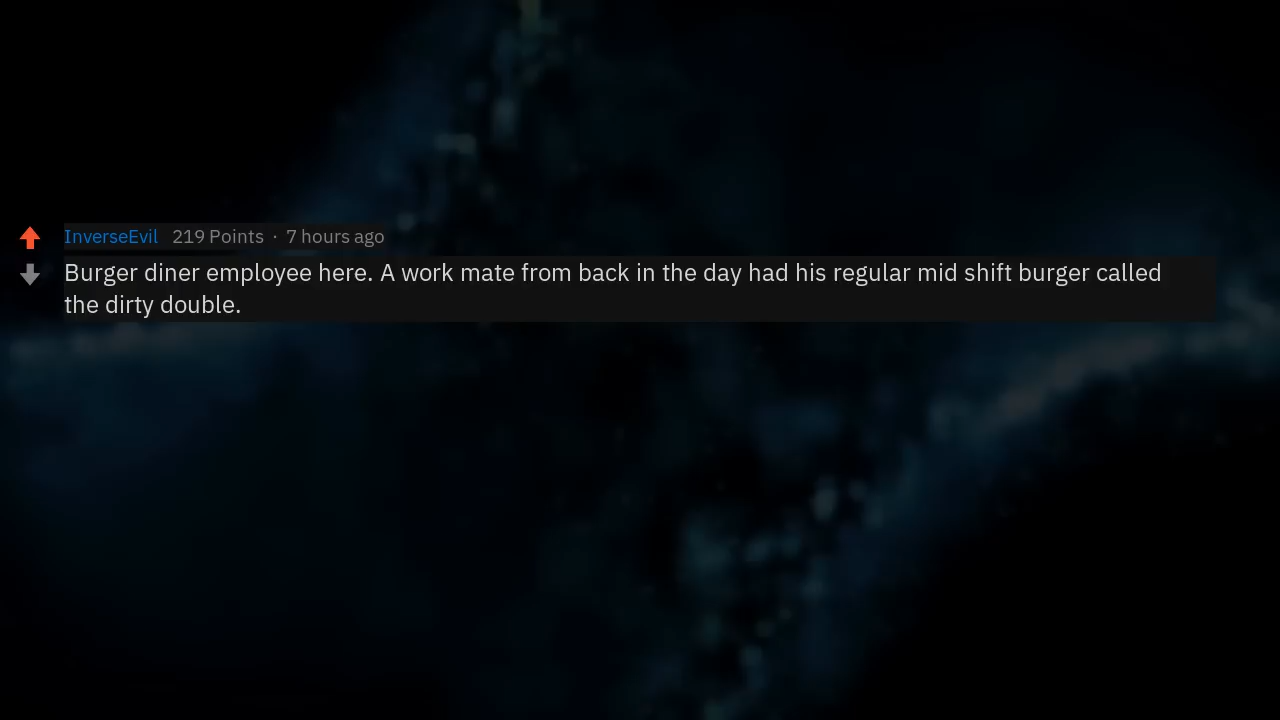 InverseEvil 219 Points · 7 hours ago
Burger diner employee here. A work mate from back in the day had his regular mid shift burger called
the dirty double.